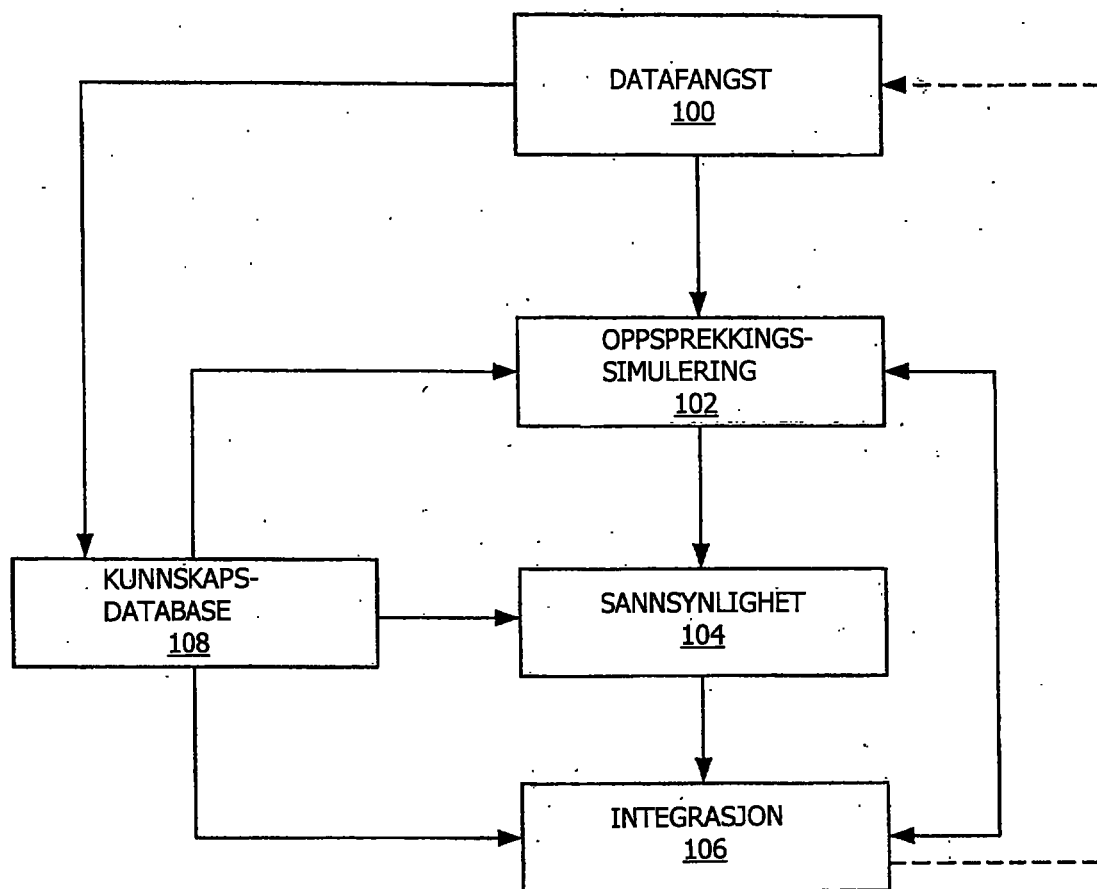 DATAFANGST
100
OPPSPREKKINGS-
SIMULERING
102
KUNNSKAPS-
DATABASE
108
SANNSYNLIGHET
104
INTEGRASJON
106